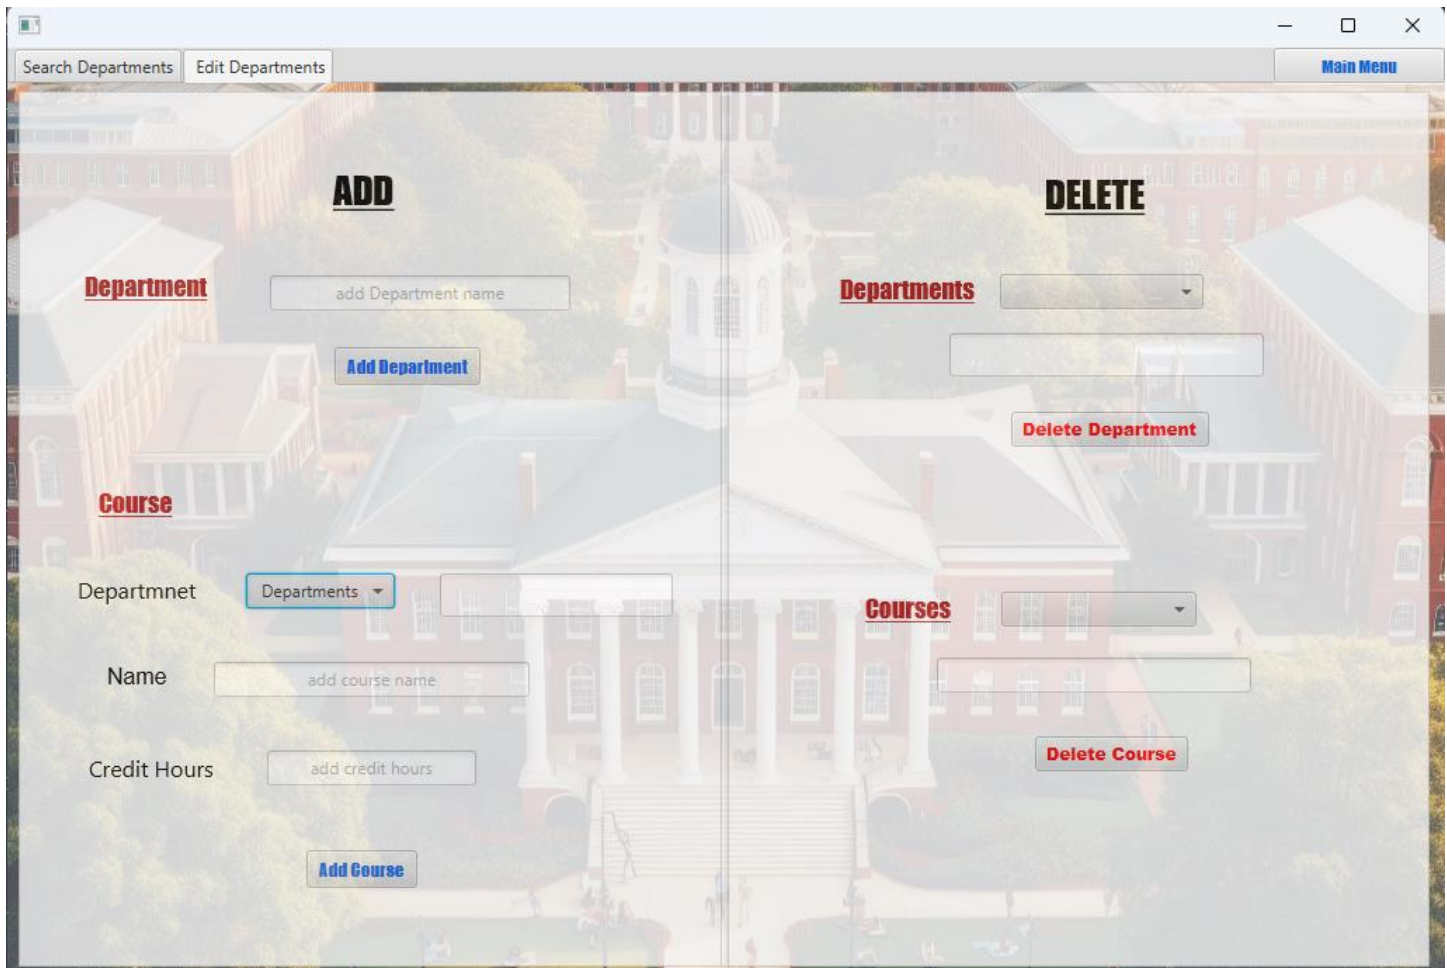 Search Departments
Edit Departments
Main Menu
ADD
Department
add Department name
Add Department
Course
Departmnet
Departments
Name
add course name
Credit Hours
add credit hours
Add Course
DELETE
Departments
Delete Department
Courses
Delete Course